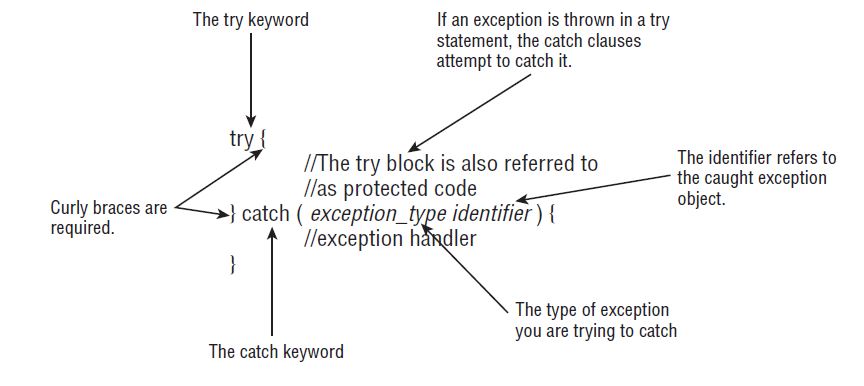 The try keyword
If an exception is thrown in a try
statement, the catch clauses
attempt to catch it.
try {
//The try block is also referred to
//as protected code
The identifier refers to
the caught exception
object.
Curly braces are
required.
} catch ( exception_type identifier ) {
//exception handler
}
The type of exception
you are trying to catch
The catch keyword